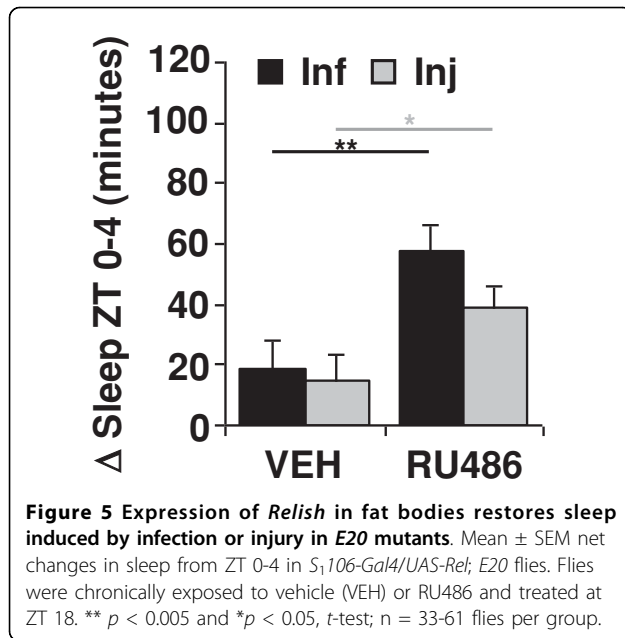 Δ Sleep ZT 0-4 (minutes)
120
100
80
60
40
20
0
Inf Inj
*
**
VEH RU486
Figure 5 Expression of Relish in fat bodies restores sleep
induced by infection or injury in E20 mutants. Mean ± SEM net
changes in sleep from ZT 0-4 in S₁106-Gal4/UAS-Rel; E20 flies. Flies
were chronically exposed to vehicle (VEH) or RU486 and treated at
ZT 18. ** p < 0.005 and *p < 0.05, t-test; n = 33-61 flies per group.